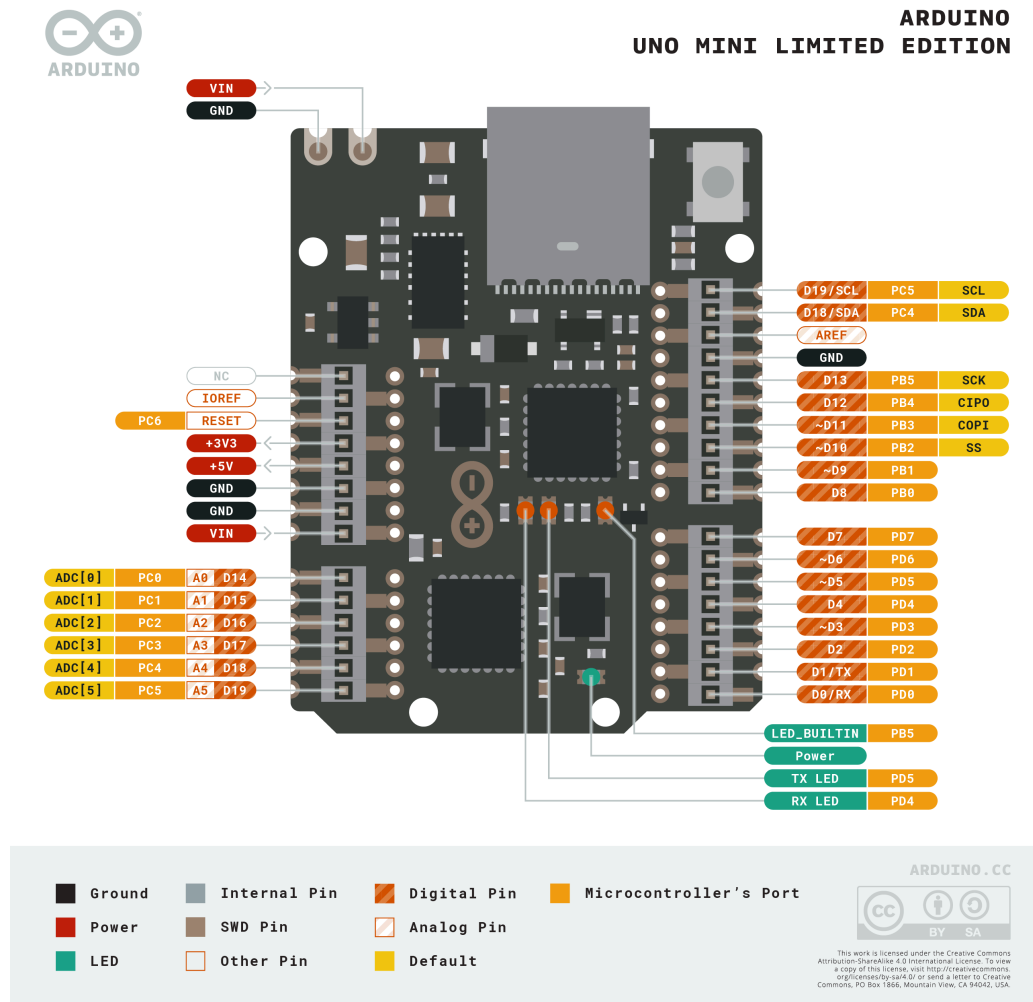 ARDUINO
UNO MINI LIMITED EDITION
ARDUINO
VIN
GND
NC
IOREF
PC6 RESET
+3V3
+5V
GND
GND
VIN
ADC[0] PC0 A0 D14
ADC[1] PC1 A1 D15
ADC[2] PC2 A2 D16
ADC[3] PC3 A3 D17
ADC[4] PC4 A4 D18
ADC[5] PC5 A5 D19
D19/SCL PC5 SCL
D18/SDA PC4 SDA
AREF
GND
D13 PB5 SCK
D12 PB4 CIPO
~D11 PB3 COPI
~D10 PB2 SS
~D9 PB1
D8 PB0
D7 PD7
~D6 PD6
~D5 PD5
D4 PD4
~D3 PD3
D2 PD2
D1/TX PD1
D0/RX PD0
LED_BUILTIN PB5
Power
TX LED PD5
RX LED PD4
Ground Internal Pin Digital Pin Microcontroller's Port
Power SWD Pin Analog Pin
LED Other Pin Default
ARDUINO.CC
cc BY SA
This work is licensed under the Creative Commons
Attribution-ShareAlike 4.0 International License. To view
a copy of this license, visit http://creativecommons.
org/licenses/by-sa/4.0/ or send a letter to Creative
Commons, PO Box 1866, Mountain View, CA 94042, USA.